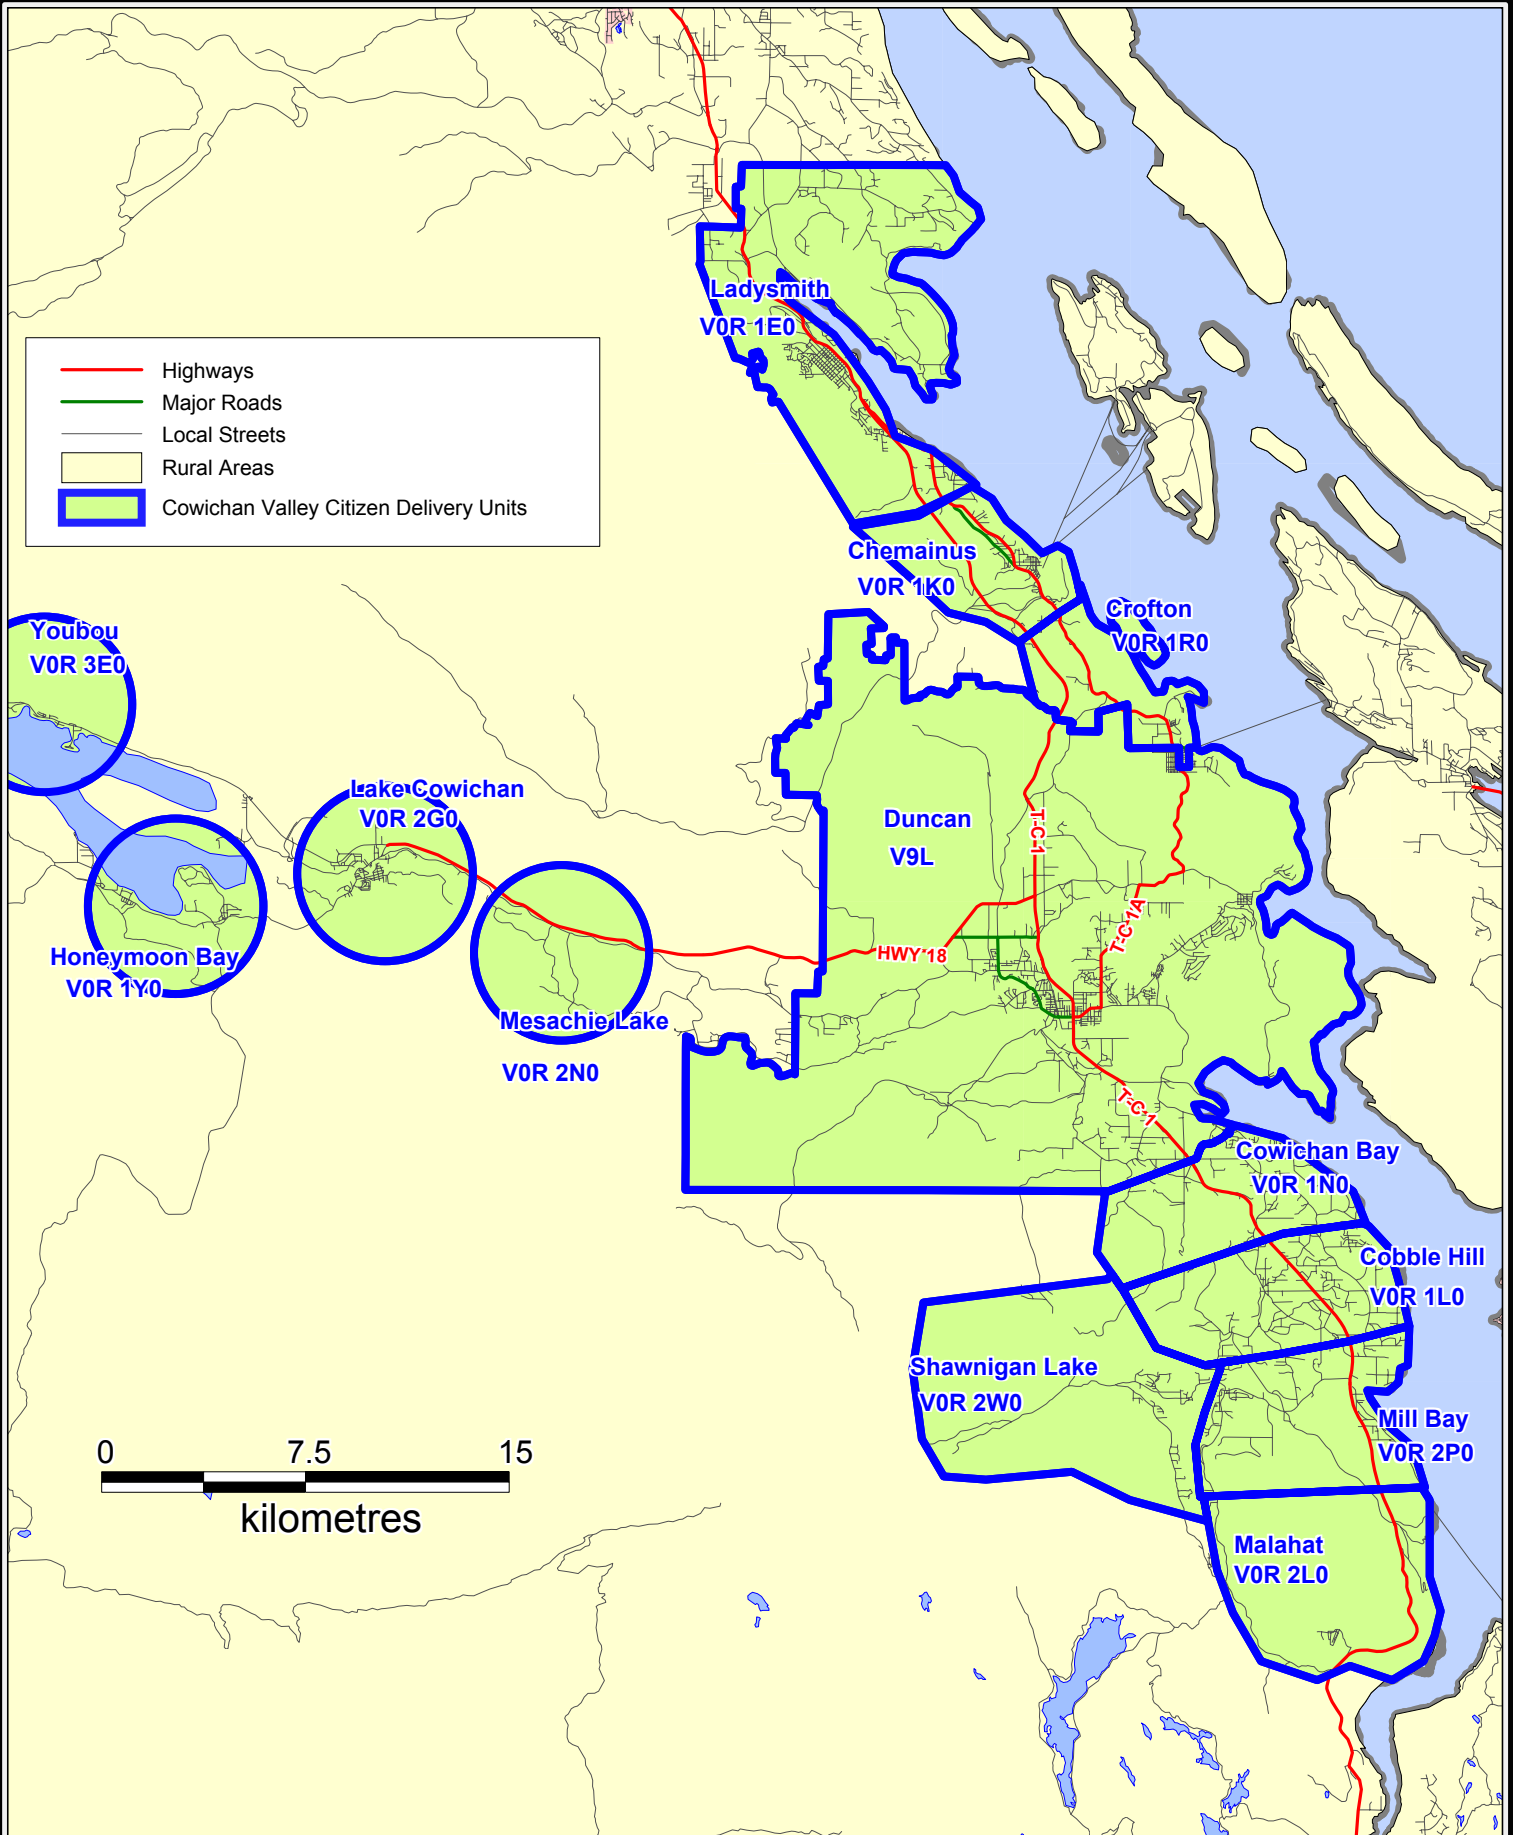 Ladysmith
V0R 1E0
Highways
Major Roads
Local Streets
Rural Areas
Cowichan Valley Citizen Delivery Units
Chemainus
V0R 1K0
Crofton
V0R 1R0
Youbou
V0R 3E0
Lake Cowichan
V0R 2G0
Duncan
V9L
T-C-1
T-C-1A
HWY 18
Honeymoon Bay
V0R 1Y0
Mesachie Lake
V0R 2N0
T-C-1
Cowichan Bay
V0R 1N0
Cobble Hill
V0R 1L0
Shawnigan Lake
V0R 2W0
Mill Bay
V0R 2P0
0 7.5 15
kilometres
Malahat
V0R 2L0